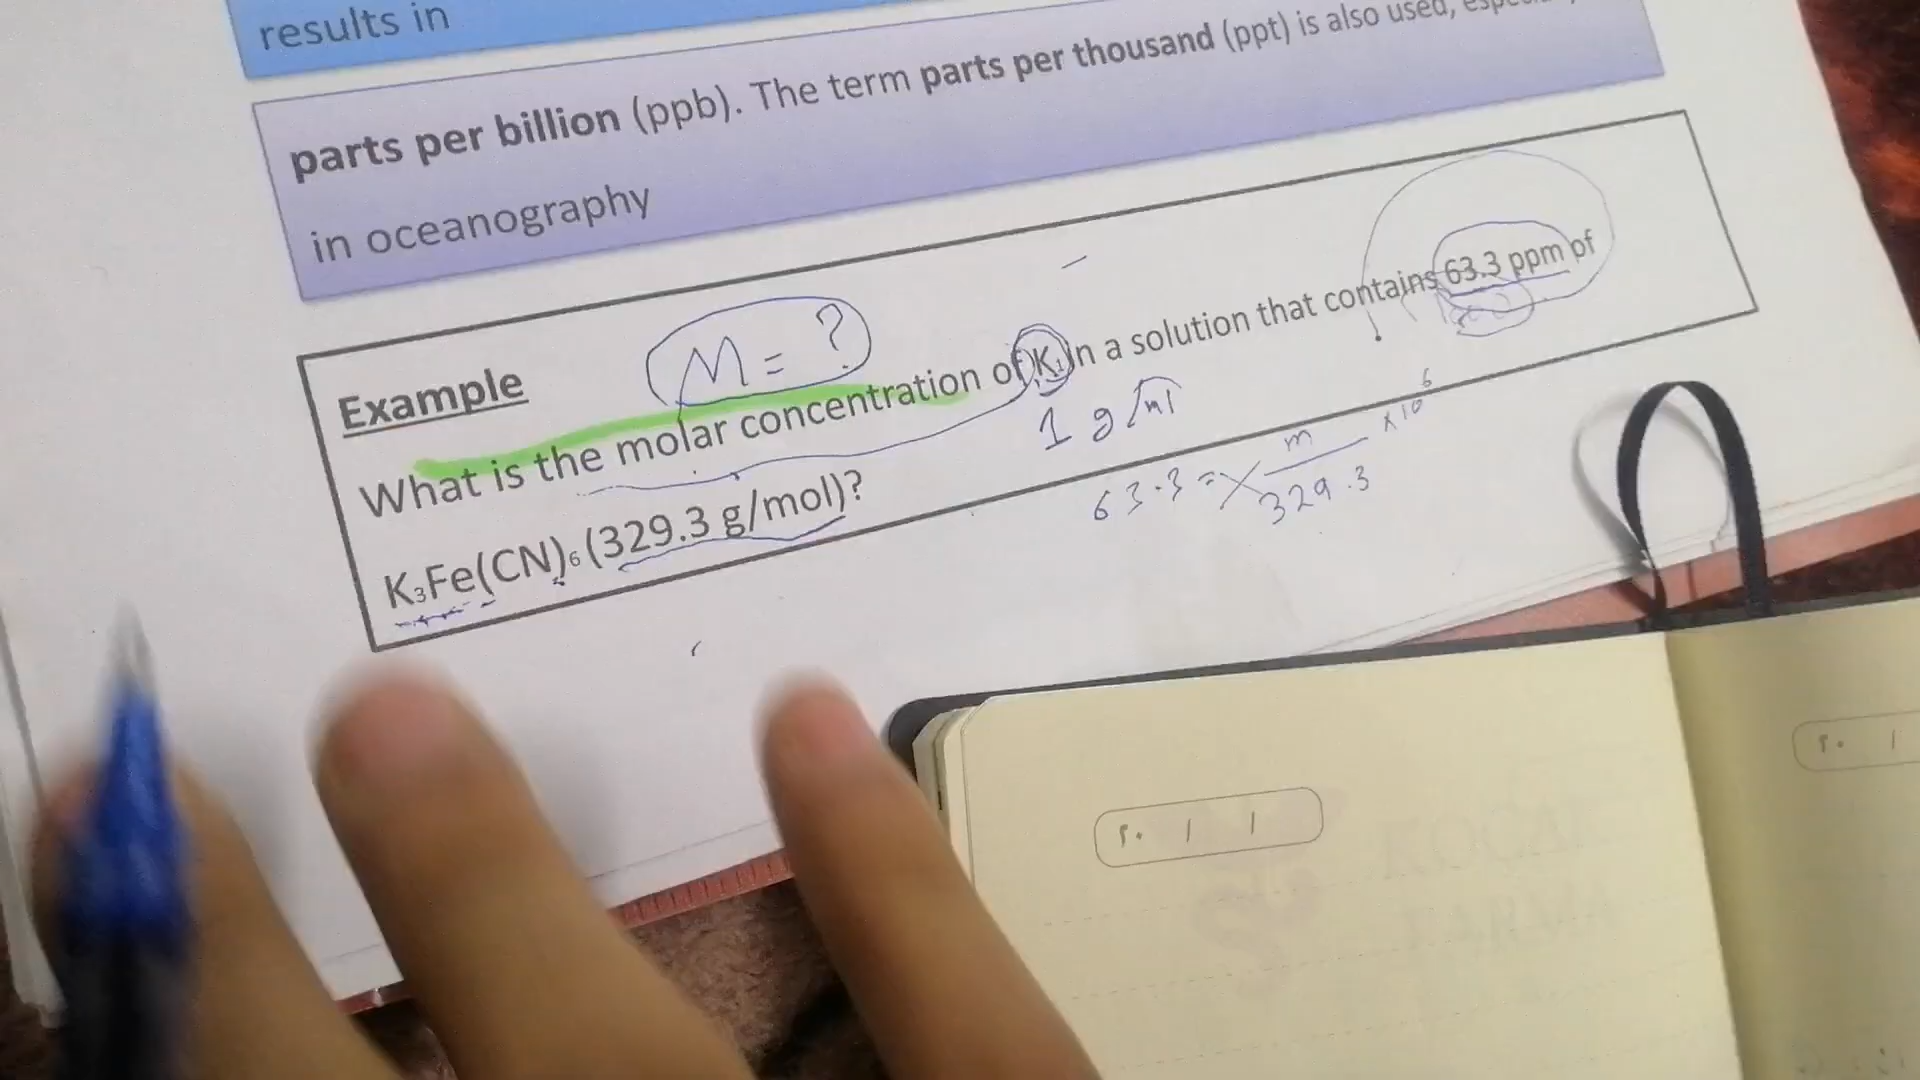 results in
parts per billion (ppb). The term parts per thousand (ppt) is also used,
in oceanography
Example
M = ?
What is the molar concentration of K₁ in a solution that contains 63.3 ppm of
K₃Fe(CN)₆ (329.3 g/mol)?
1 g/ml
63.3 = m/329.3 × 10⁶